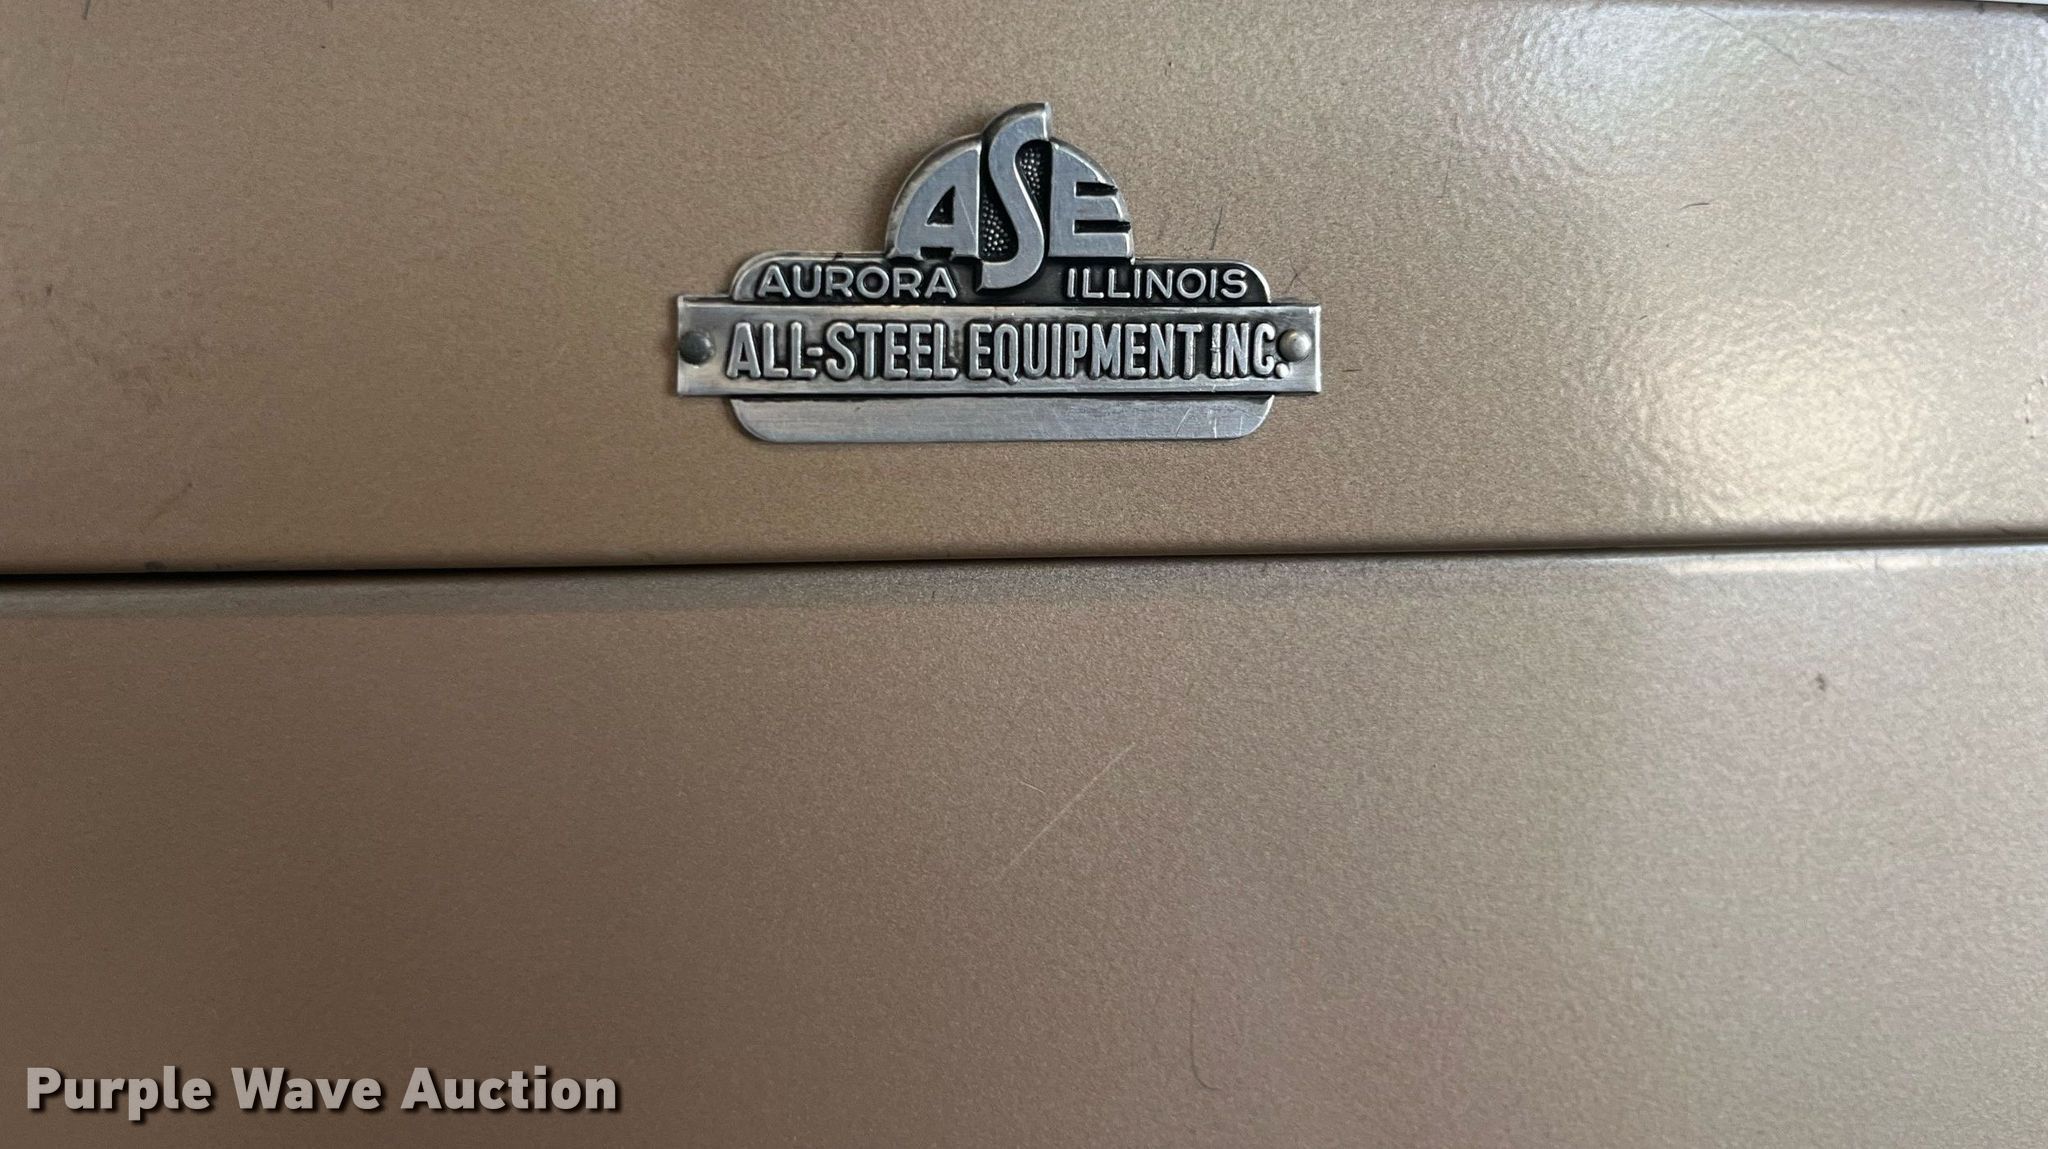 ASE
AURORA ILLINOIS
ALL-STEEL EQUIPMENT INC.
Purple Wave Auction